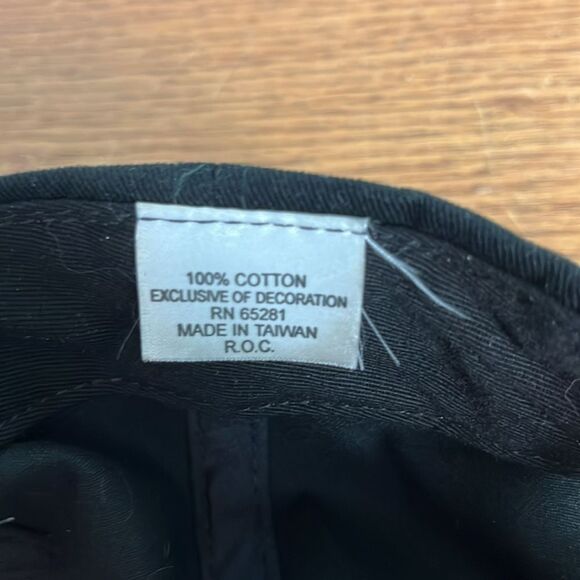 100% COTTON
EXCLUSIVE OF DECORATION
RN 65281
MADE IN TAIWAN
R.O.C.